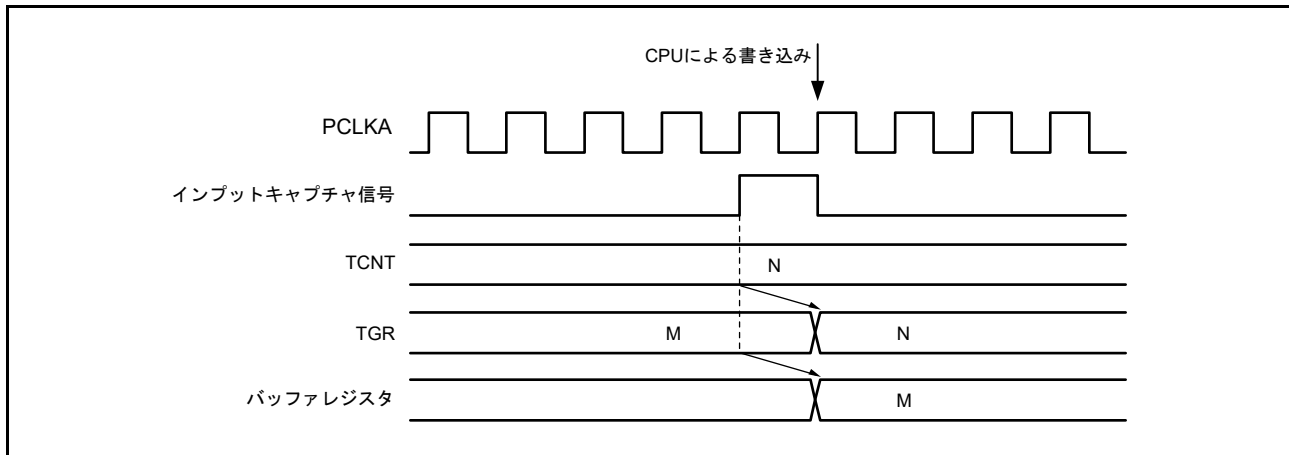 CPUによる書き込み
PCLKA
インプットキャプチャ信号
TCNT
N
TGR
M
N
バッファレジスタ
M